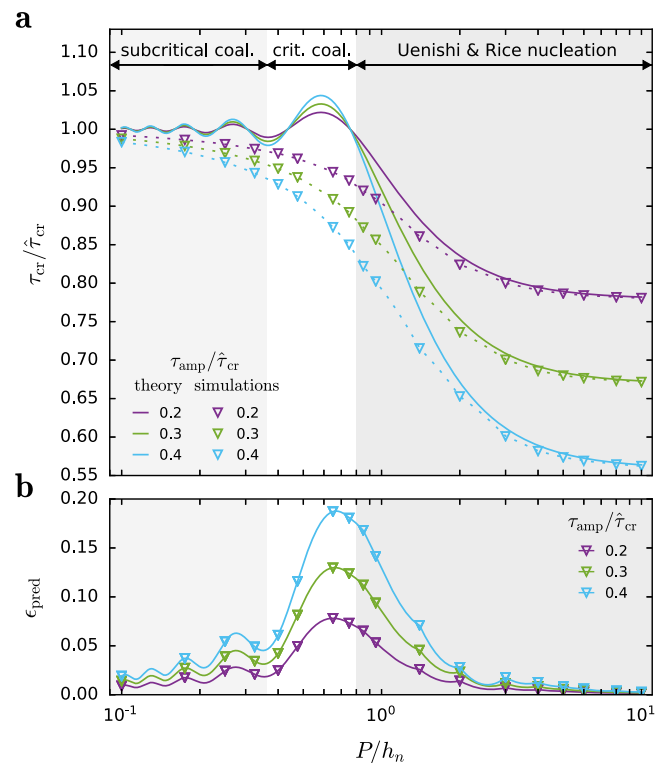 a
subcritical coal. crit. coal. Uenishi & Rice nucleation
1.10
1.05
1.00
0.95
0.90
0.85
0.80
0.75
0.70
0.65
0.60
0.55
τcr/τ̂cr
τamp/τ̂cr
theory simulations
0.2 0.2
0.3 0.3
0.4 0.4
b
0.20
0.15
0.10
0.05
0.00
ϵpred
τamp/τ̂cr
0.2
0.3
0.4
10⁻¹ 10⁰ 10¹
P/hn